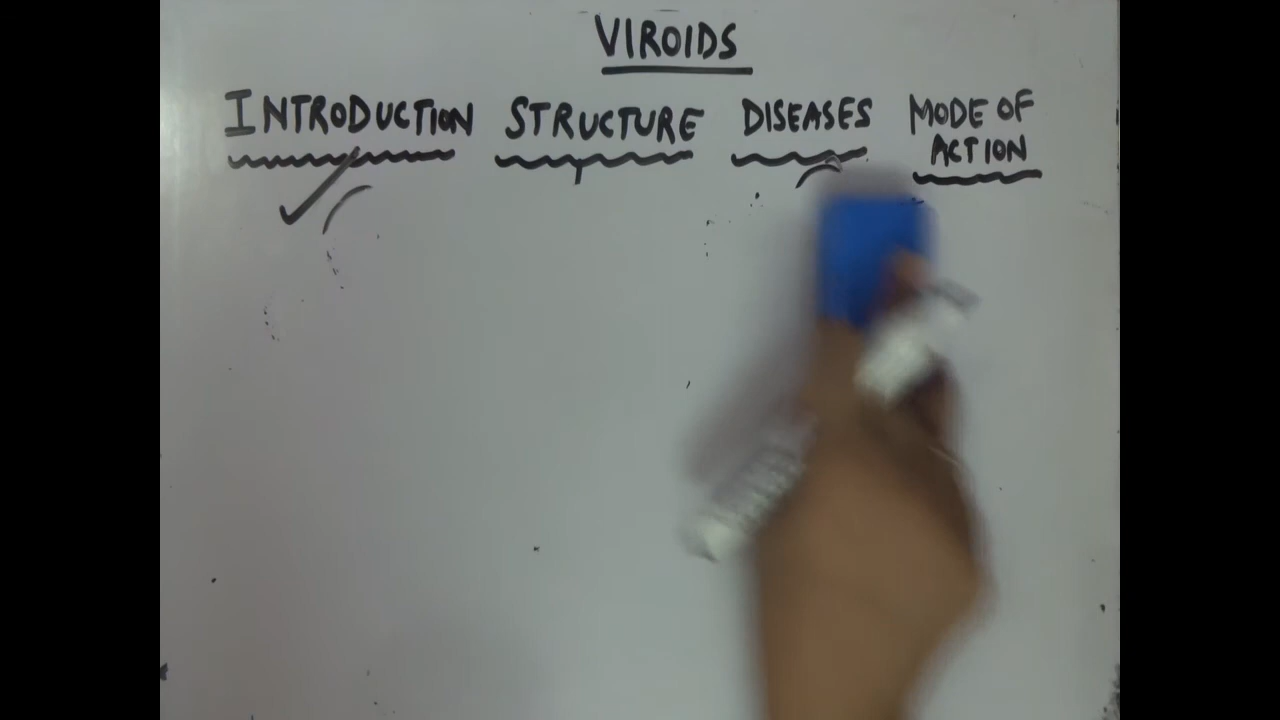 VIROIDS
INTRODUCTION STRUCTURE DISEASES MODE OF
ACTION